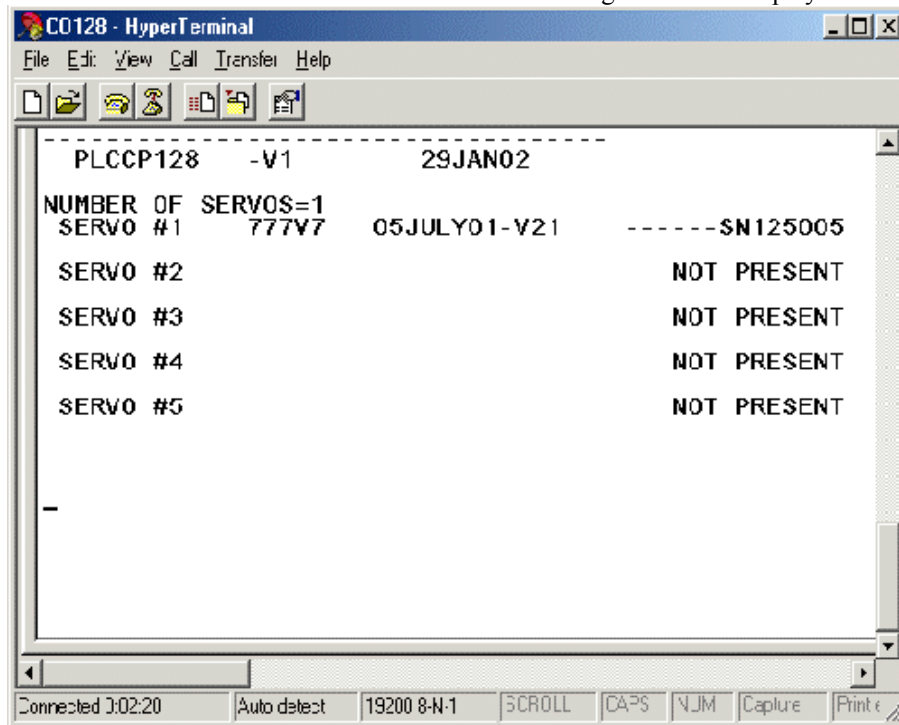 CO128 - HyperTerminal
File Edit View Call Transfer Help
PLCCP128 -V1 29JAN02
NUMBER OF SERVOS=1
SERVO #1 777V7 05JULY01-V21 ------SN125005
SERVO #2 NOT PRESENT
SERVO #3 NOT PRESENT
SERVO #4 NOT PRESENT
SERVO #5 NOT PRESENT
Connected 0:02:20 Auto detect 19200 8-N-1 SCROLL CAPS NUM Capture Print e